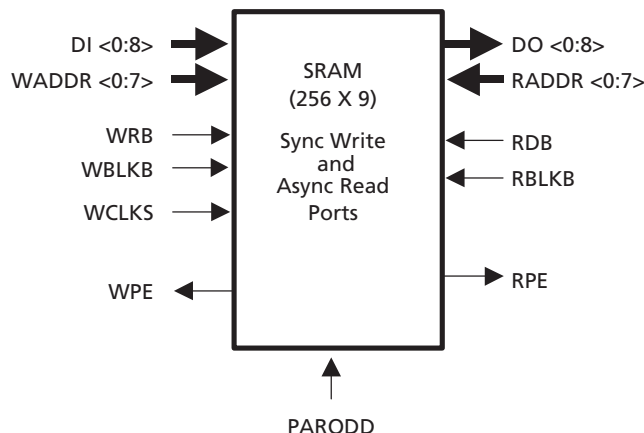 DI <0:8>
WADDR <0:7>
WRB
WBLKB
WCLKS
WPE
SRAM
(256 X 9)
Sync Write
and
Async Read
Ports
DO <0:8>
RADDR <0:7>
RDB
RBLKB
RPE
PARODD